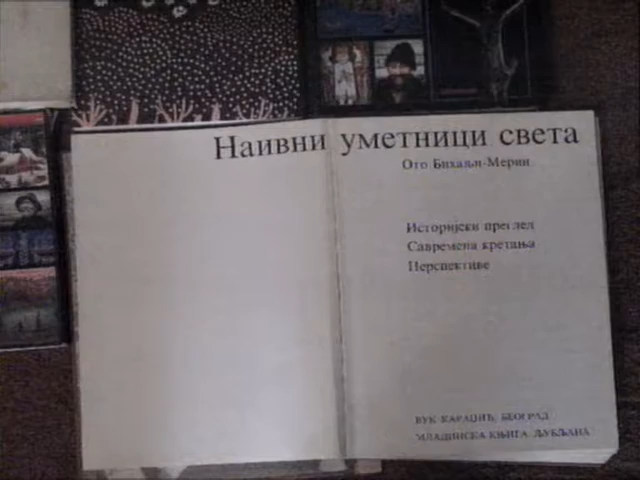 Наивни уметници света
Ото Бихаљи-Мерин
Историјски преглед
Савремена кретања
Перспективе
ВУК КАРАЏИЋ, БЕОГРАД
МЛАДИНСКА КЊИГА, ЉУБЉАНА